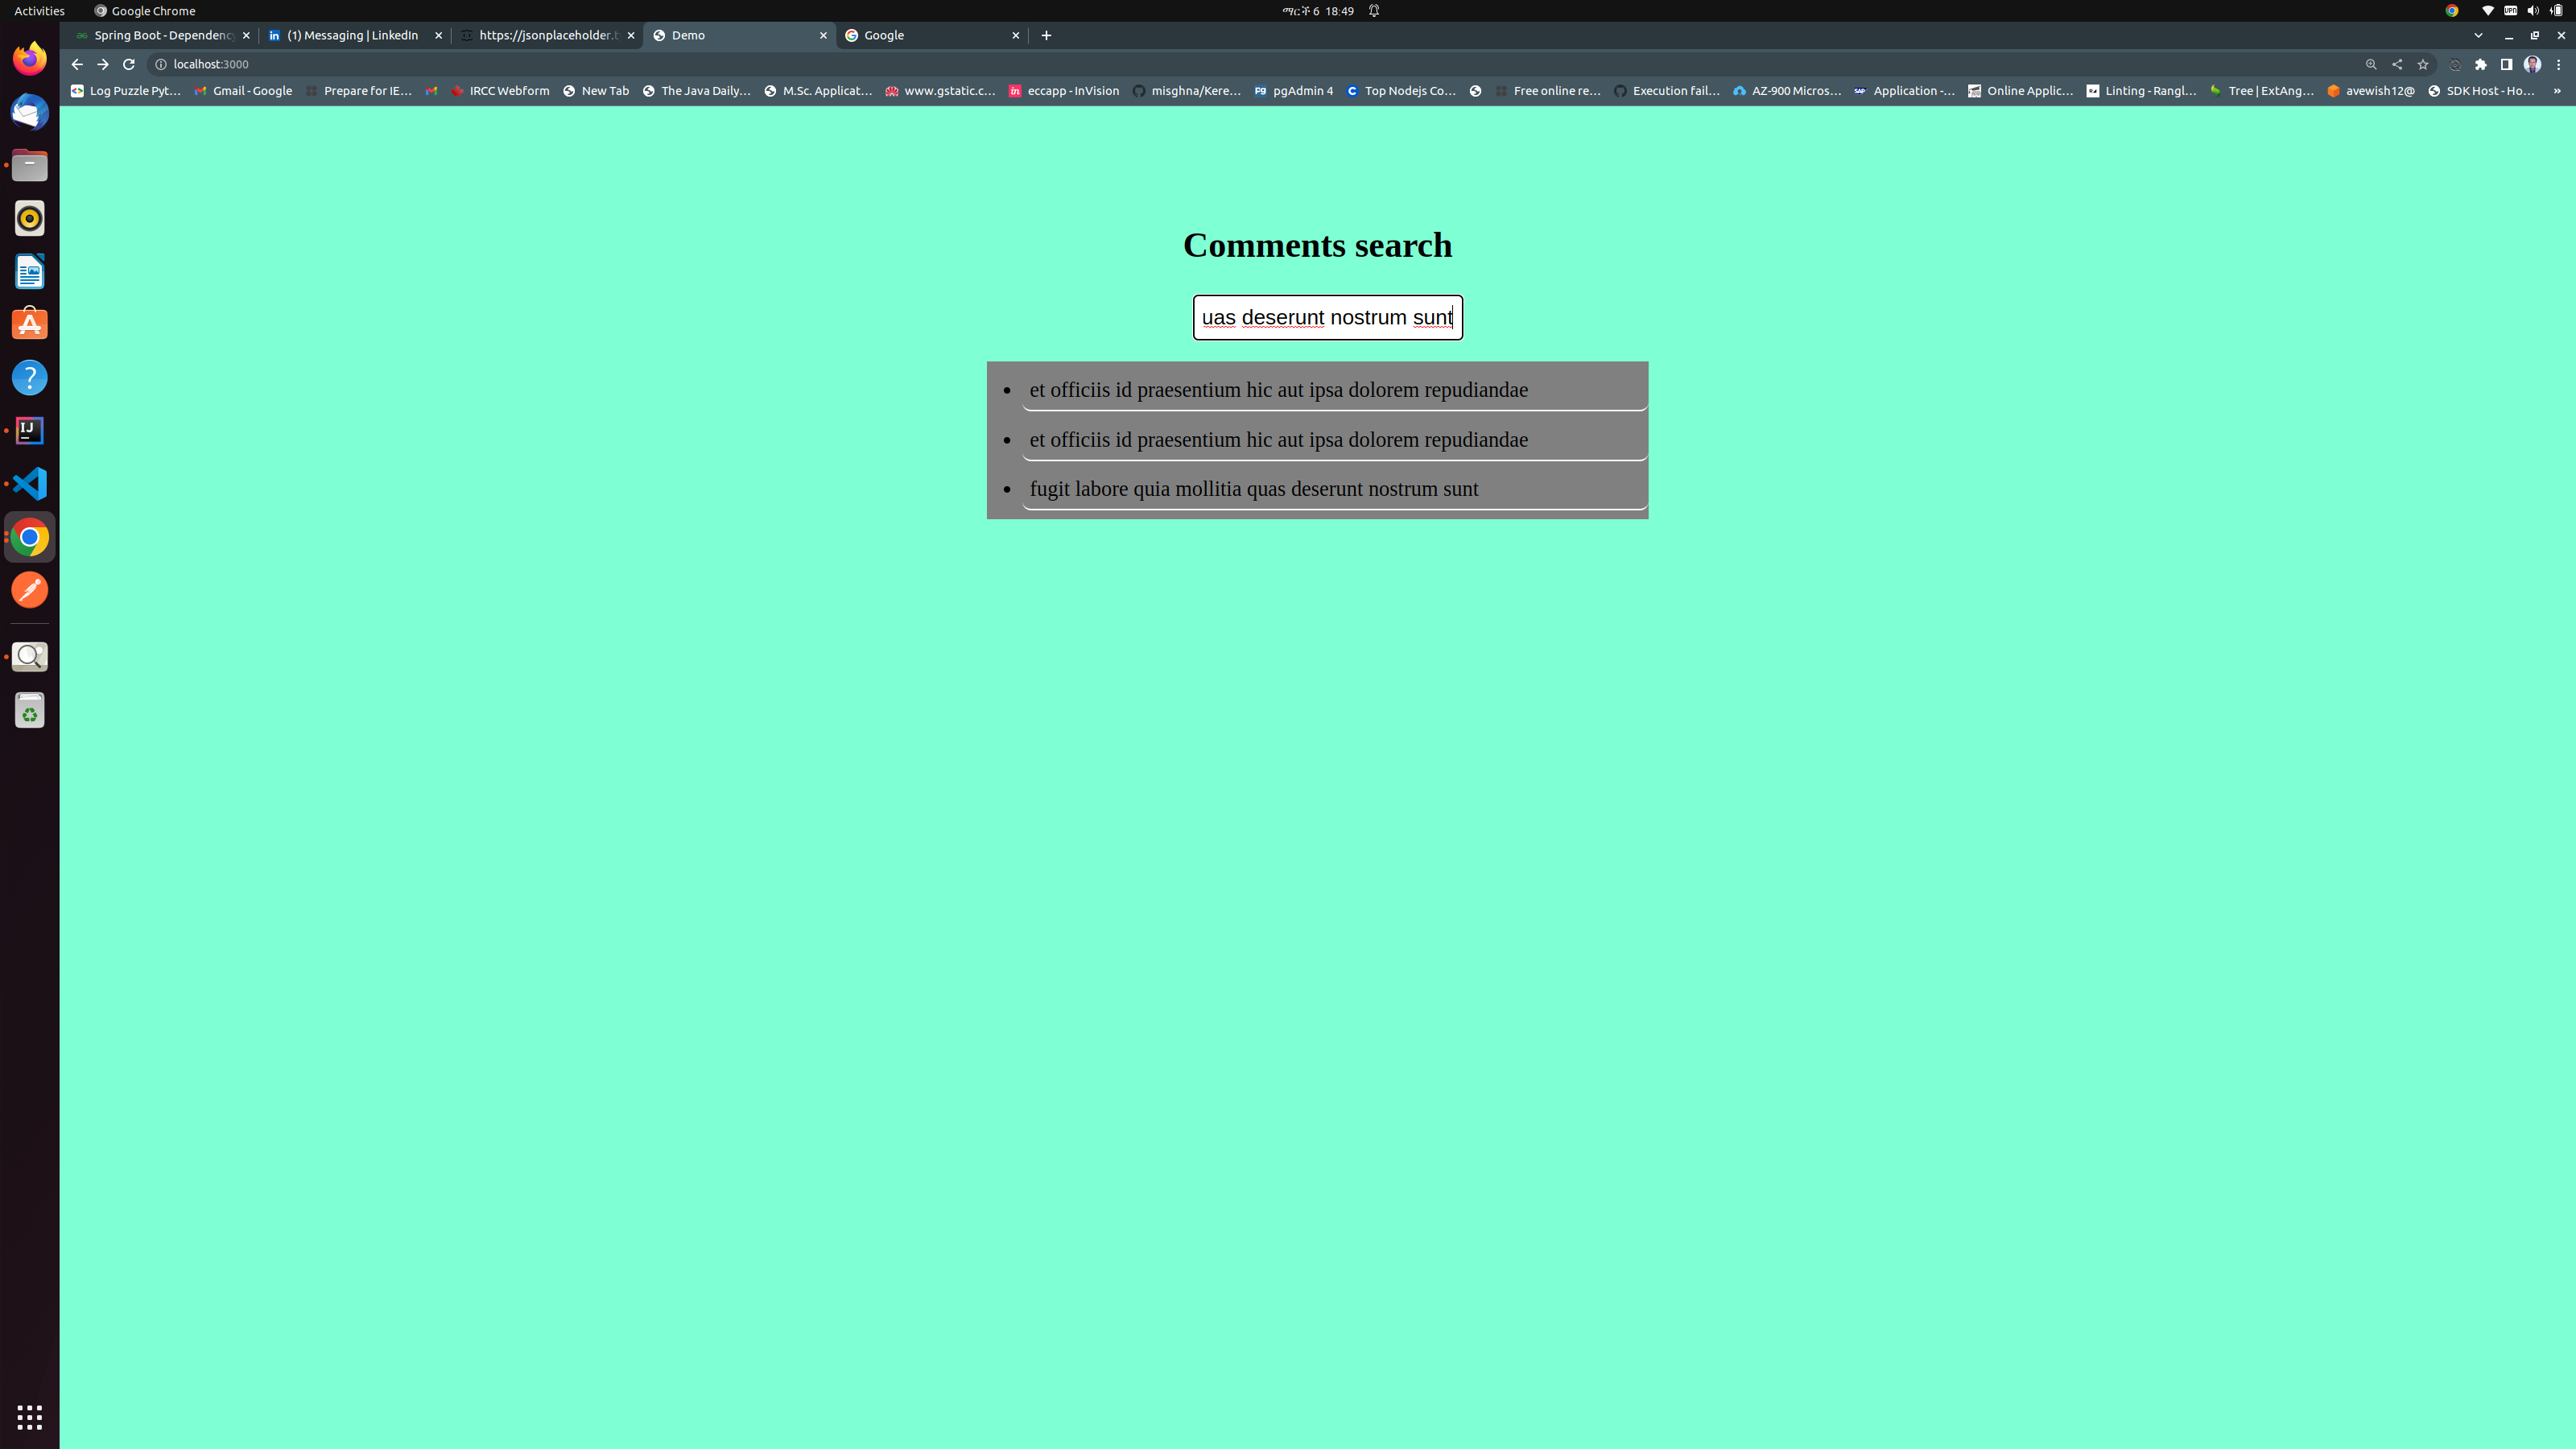 Activities Google Chrome ማርች 6 18:49
Spring Boot - Dependency (1) Messaging | LinkedIn https://jsonplaceholder.t Demo Google
localhost:3000
Log Puzzle Pyt… Gmail - Google Prepare for IE… IRCC Webform New Tab The Java Daily… M.Sc. Applicat… www.gstatic.c… eccapp - InVision misghna/Kere… pgAdmin 4 Top Nodejs Co… Free online re… Execution fail… AZ-900 Micros… Application -… Online Applic… Linting - Rangl… Tree | ExtAng… avewish12@ SDK Host - Ho… »
Comments search
uas deserunt nostrum sunt
• et officiis id praesentium hic aut ipsa dolorem repudiandae
• et officiis id praesentium hic aut ipsa dolorem repudiandae
• fugit labore quia mollitia quas deserunt nostrum sunt